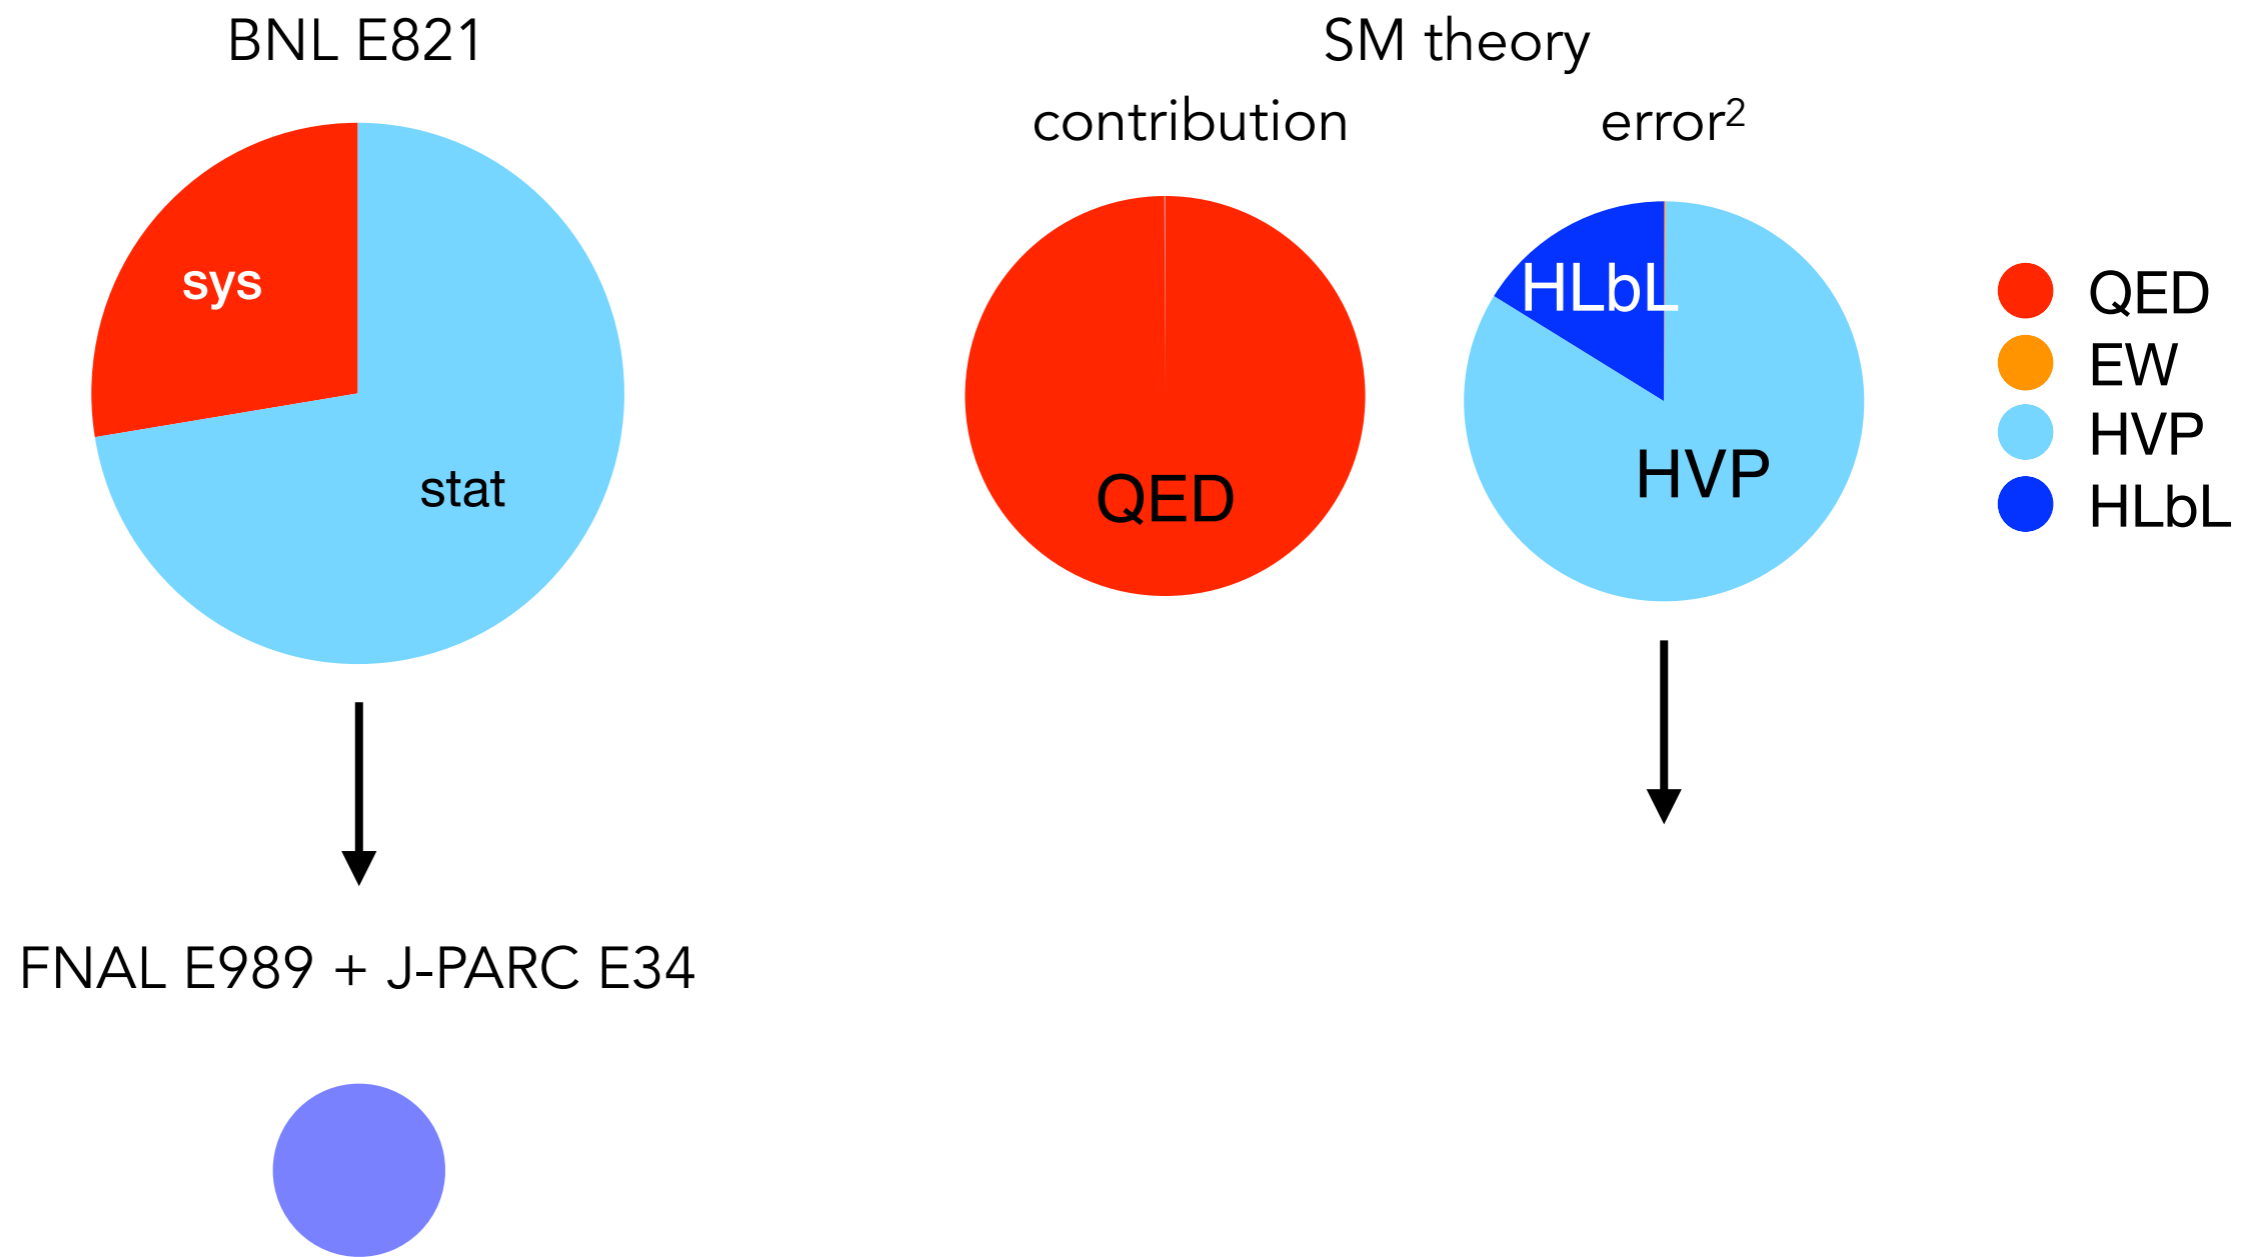 BNL E821
sys
stat
FNAL E989 + J-PARC E34
SM theory
contribution
error²
QED
HLbL
HVP
QED
EW
HVP
HLbL